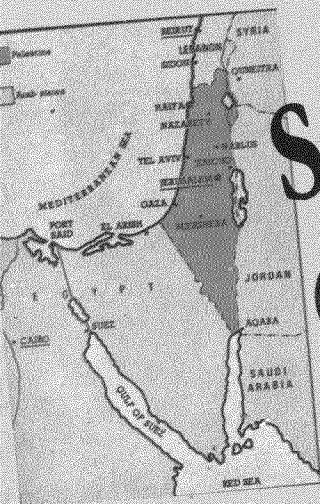 BEIRUT
SYRIA
LEBANON
SIDON
QUNEITRA
Palestine
Arab states
HAIFA
NAZARETH
NABLUS
TEL AVIV
JERICHO
JERUSALEM
MEDITERRANEAN SEA
GAZA
BEERSHEBA
PORT
SAID
EL ARISH
JORDAN
EGYPT
SUEZ
AQABA
CAIRO
SAUDI
ARABIA
GULF OF SUEZ
RED SEA
S